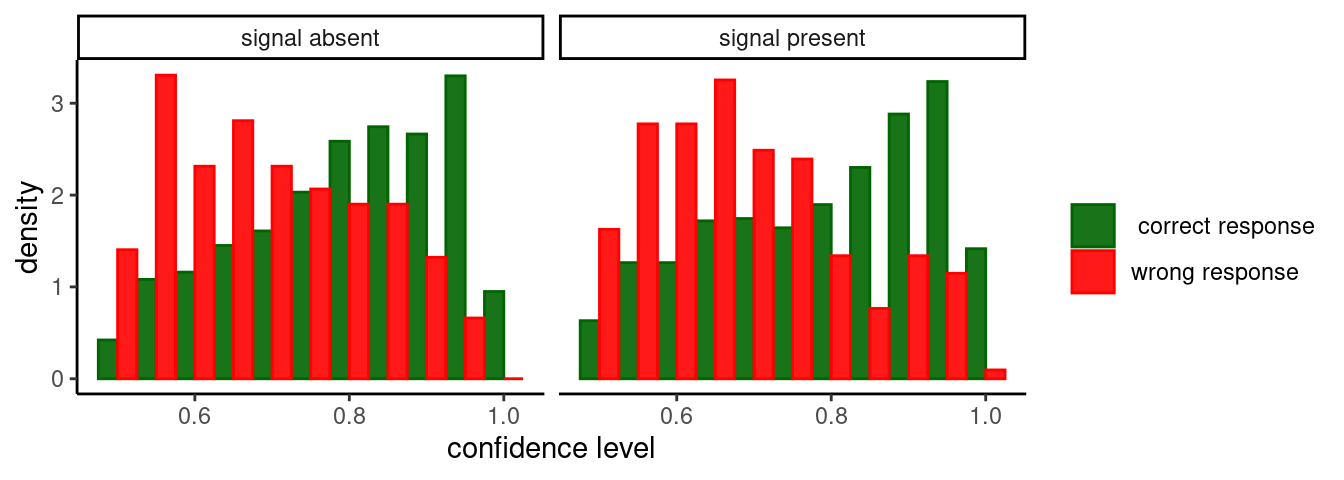 signal absent
signal present
density
3
2
1
0
0.6
0.8
1.0
0.6
0.8
1.0
confidence level
correct response
wrong response